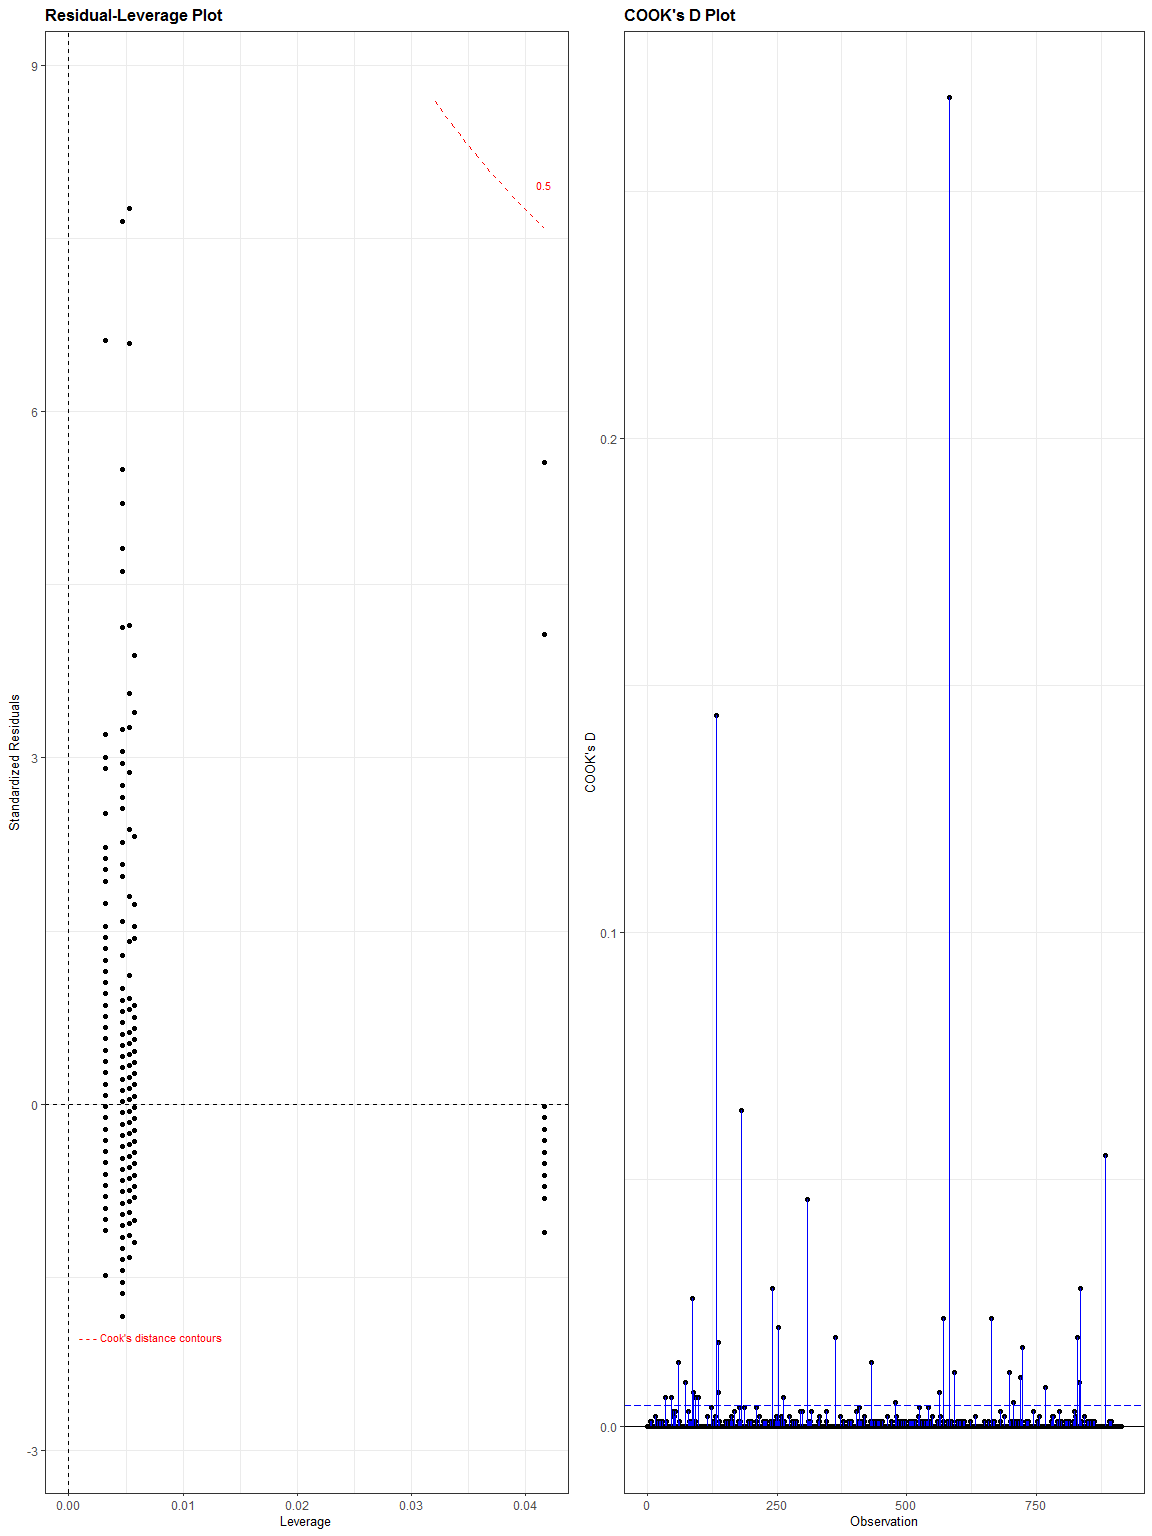 Residual-Leverage Plot
9
6
3
0
-3
Standardized Residuals
0.5
--- Cook's distance contours
0.00 0.01 0.02 0.03 0.04
Leverage
COOK's D Plot
0.2
0.1
0.0
COOK's D
0 250 500 750
Observation